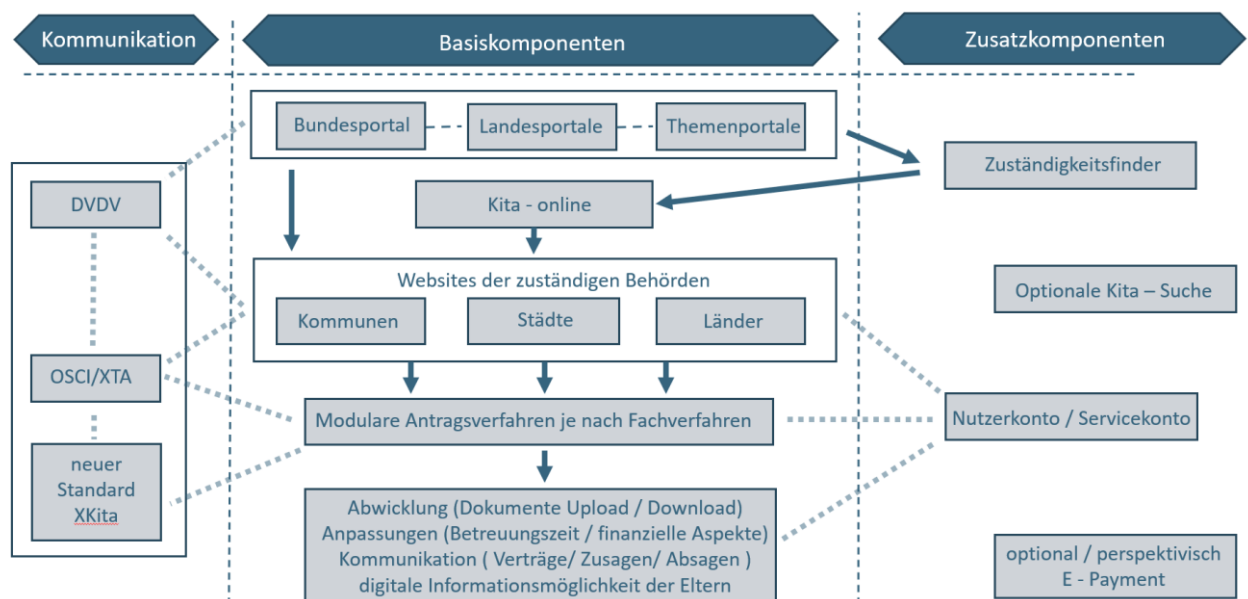 Kommunikation
Basiskomponenten
Zusatzkomponenten
Bundesportal
Landesportale
Themenportale
Zuständigkeitsfinder
DVDV
Kita - online
Websites der zuständigen Behörden
Kommunen
Städte
Länder
Optionale Kita – Suche
OSCI/XTA
Modulare Antragsverfahren je nach Fachverfahren
Nutzerkonto / Servicekonto
neuer
Standard
XKita
Abwicklung (Dokumente Upload / Download)
Anpassungen (Betreuungszeit / finanzielle Aspekte)
Kommunikation ( Verträge/ Zusagen/ Absagen )
digitale Informationsmöglichkeit der Eltern
optional / perspektivisch
E - Payment